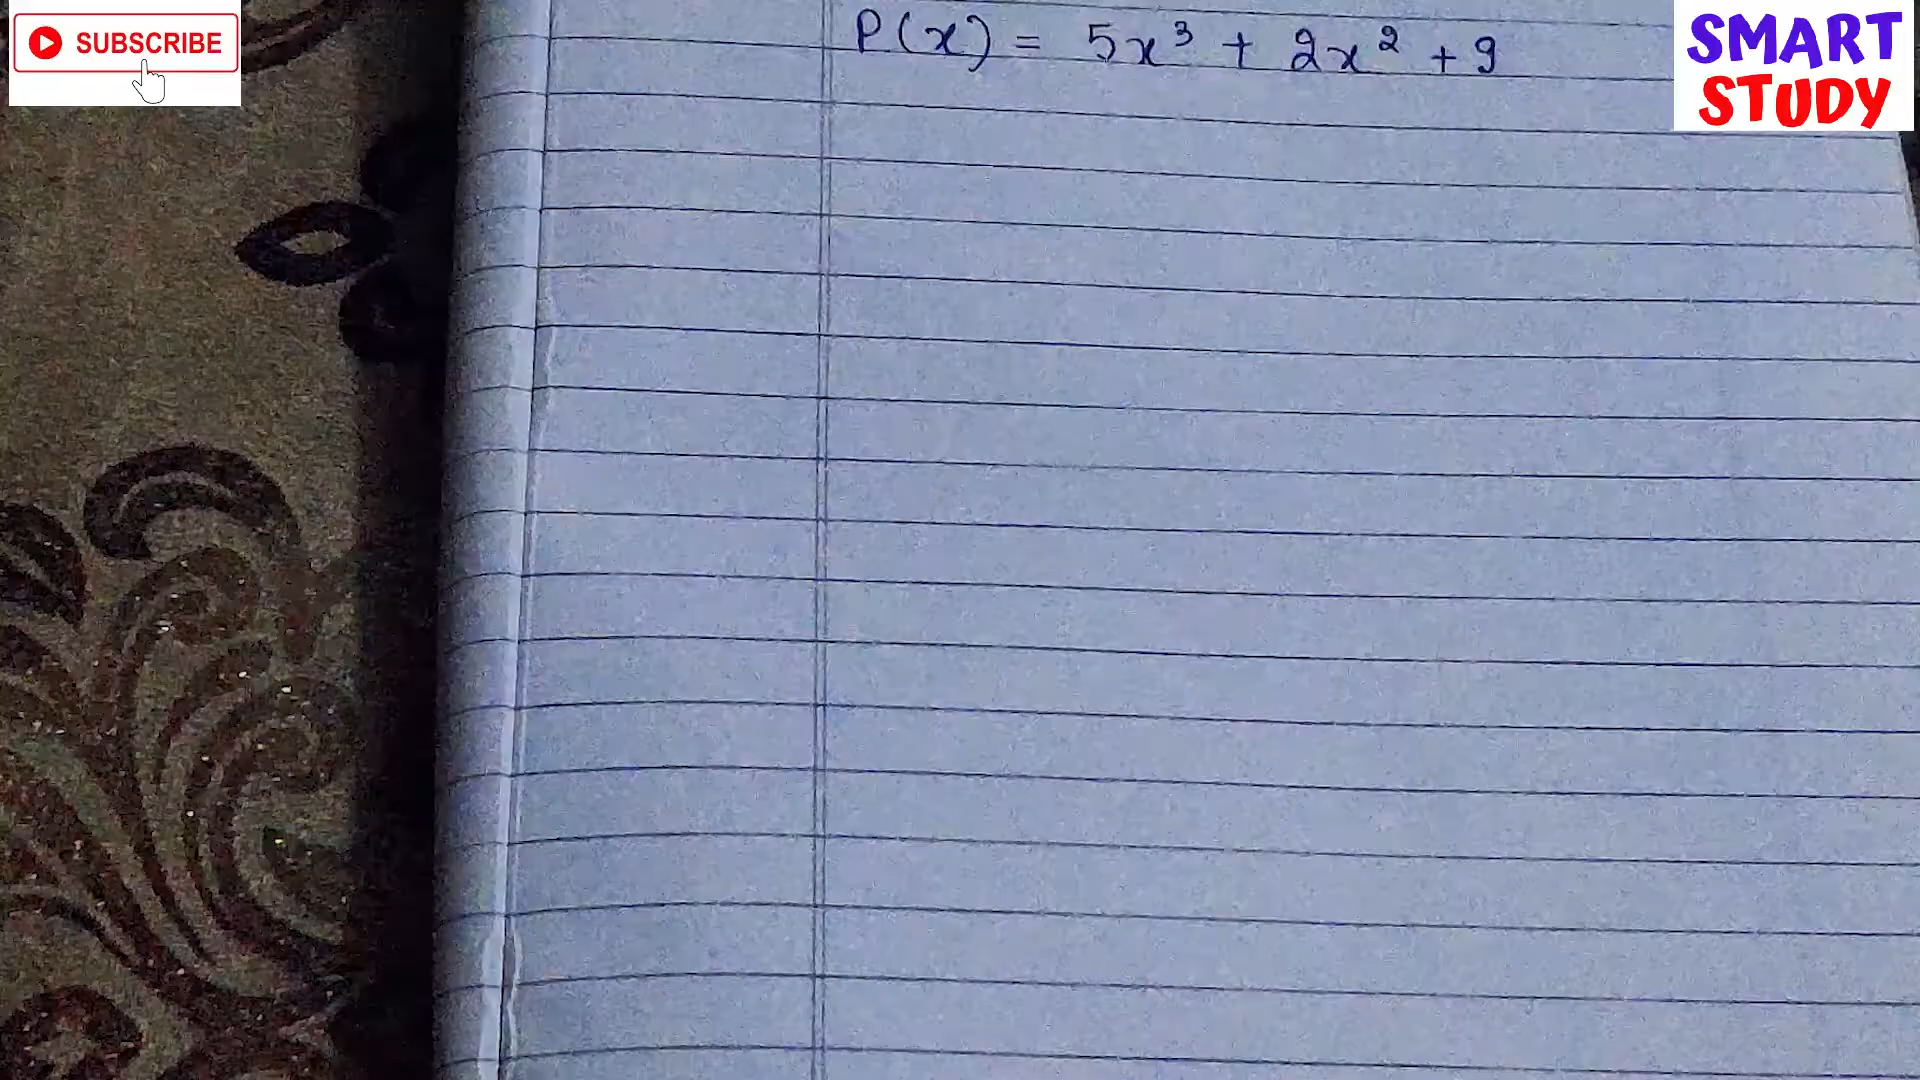 SUBSCRIBE
P(x) = 5x³ + 2x² + 9
SMART
STUDY